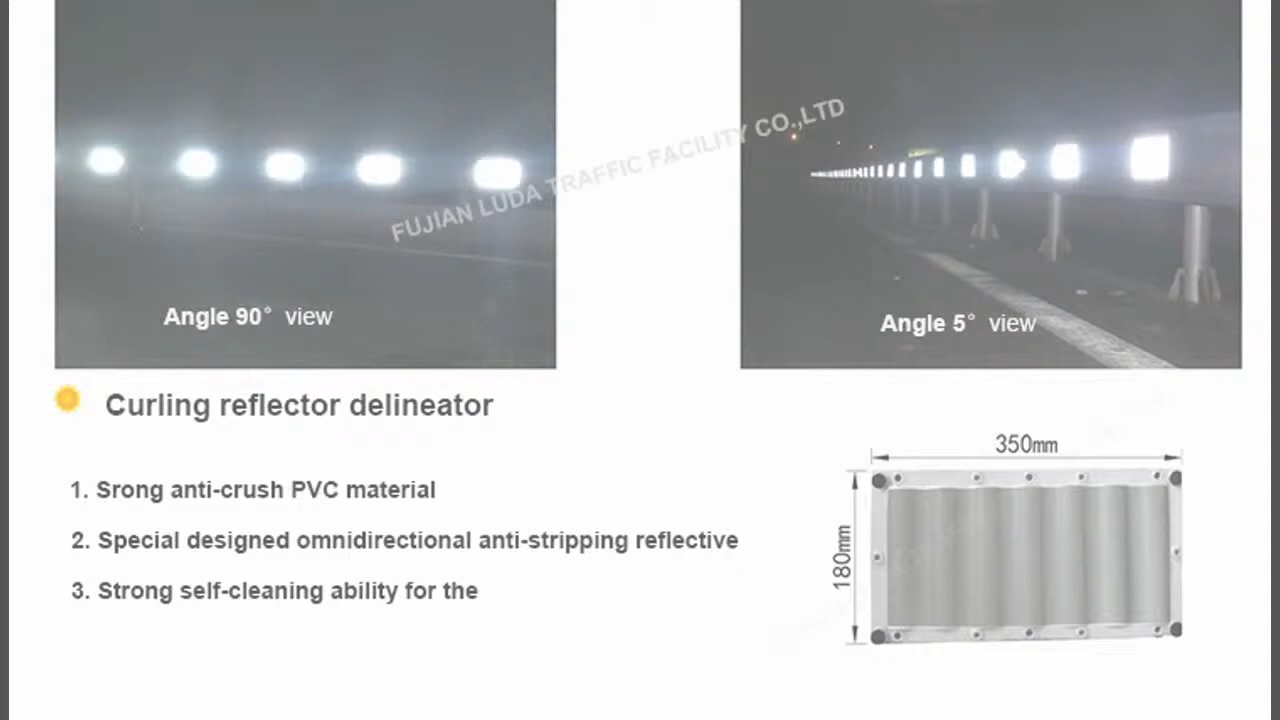 FUJIAN LUDA TRAFFIC FACILITY CO.,LTD
Angle 90° view
Angle 5° view
Curling reflector delineator
350mm
180mm
1. Srong anti-crush PVC material
2. Special designed omnidirectional anti-stripping reflective
3. Strong self-cleaning ability for the